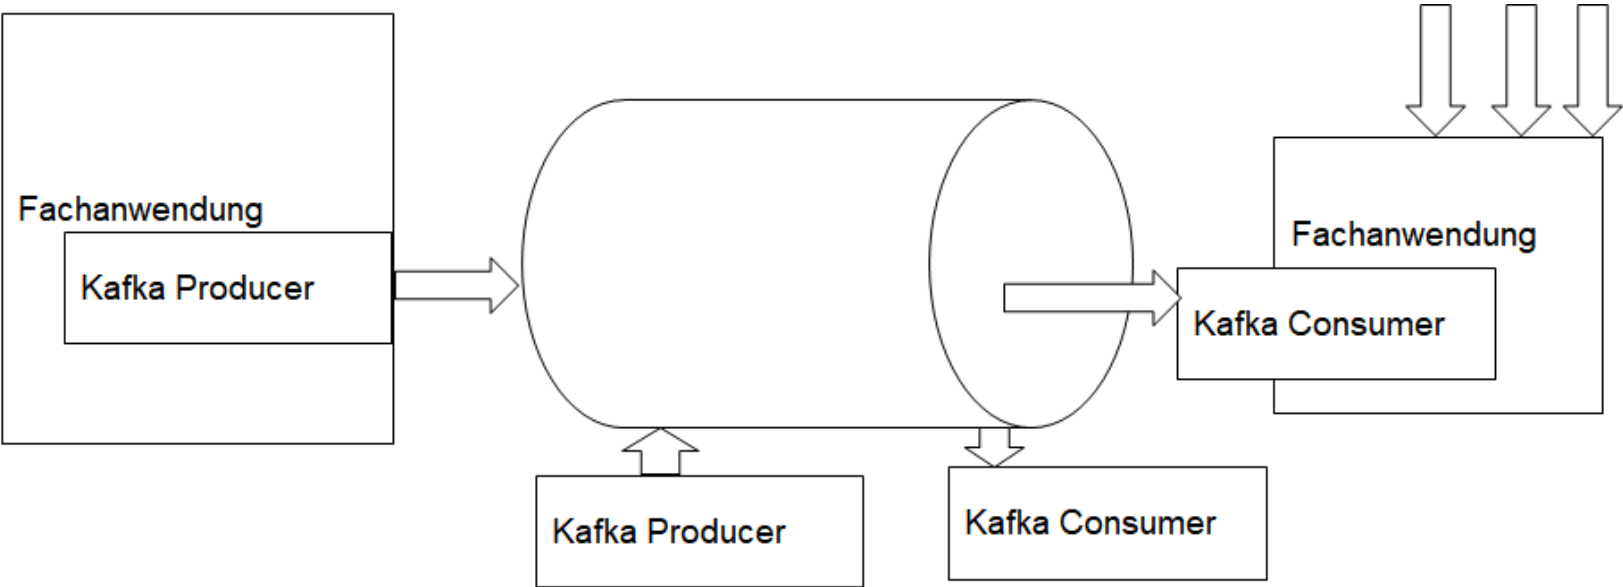 Fachanwendung
Kafka Producer
Fachanwendung
Kafka Consumer
Kafka Producer
Kafka Consumer